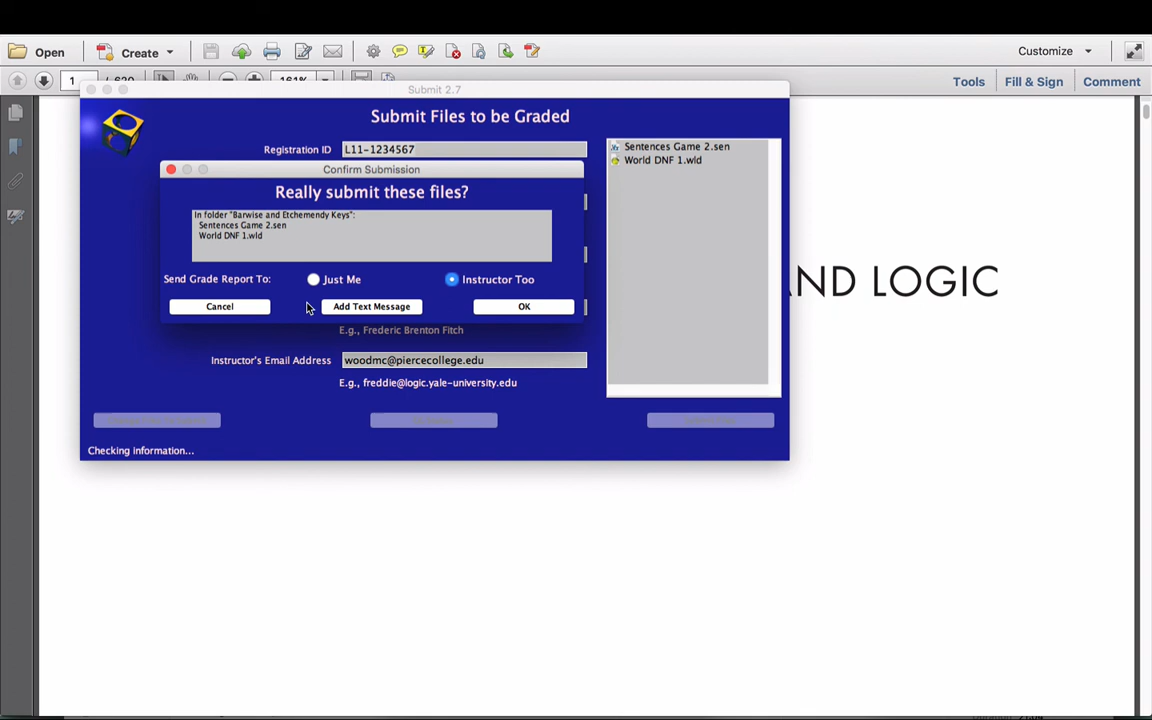 Open
Create
Customize
1
161%
Tools
Fill & Sign
Comment
Submit 2.7
Submit Files to be Graded
Registration ID
L11-1234567
Sentences Game 2.sen
World DNF 1.wld
Confirm Submission
Really submit these files?
In folder "Barwise and Etchemendy Keys":
Sentences Game 2.sen
World DNF 1.wld
Send Grade Report To:
Just Me
Instructor Too
Cancel
Add Text Message
OK
AND LOGIC
E.g., Frederic Brenton Fitch
Instructor's Email Address
woodmc@piercecollege.edu
E.g., freddie@logic.yale-university.edu
Checking information...